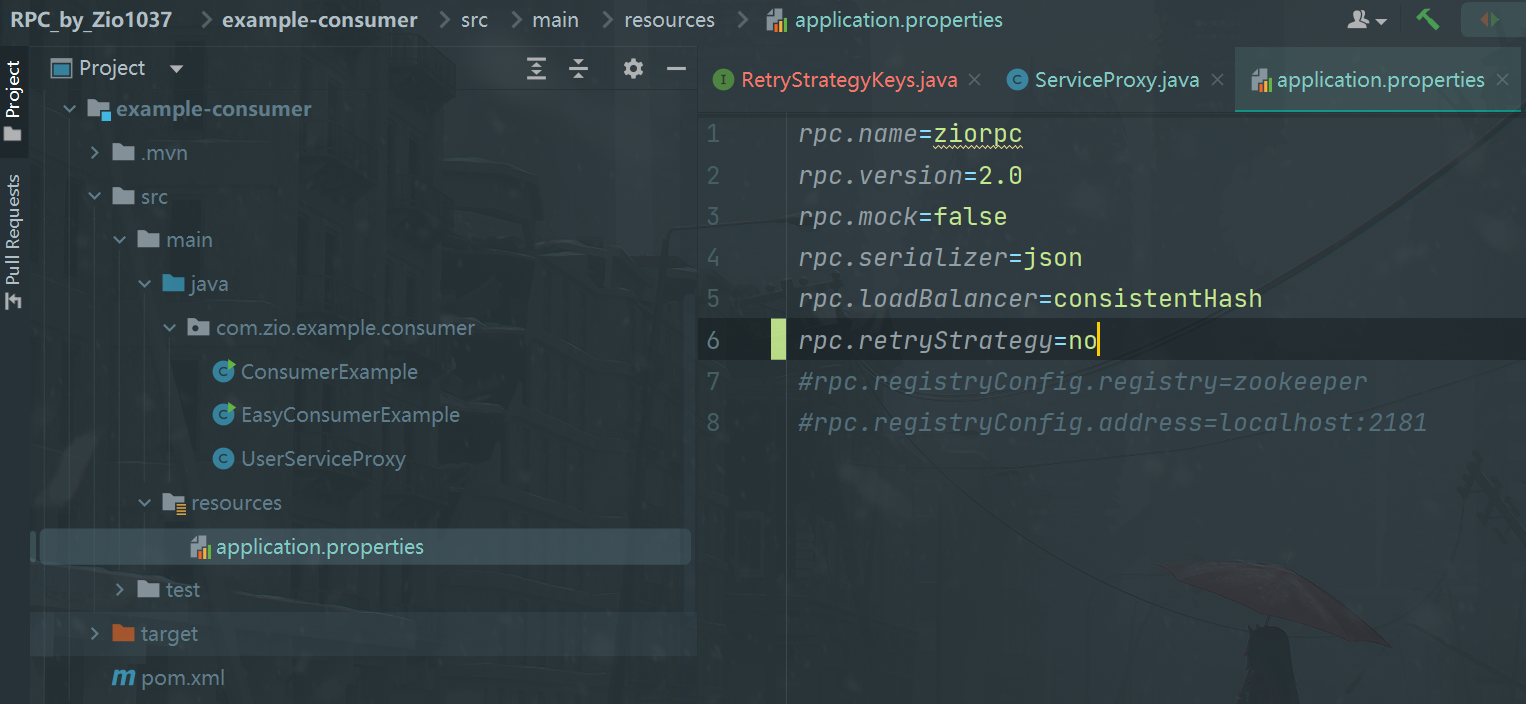 RPC_by_Zio1037 example-consumer src main resources application.properties
Project
Pull Requests
Project
example-consumer
.mvn
src
main
java
com.zio.example.consumer
ConsumerExample
EasyConsumerExample
UserServiceProxy
resources
application.properties
test
target
pom.xml
RetryStrategyKeys.java ServiceProxy.java application.properties
1 rpc.name=ziorpc
2 rpc.version=2.0
3 rpc.mock=false
4 rpc.serializer=json
5 rpc.loadBalancer=consistentHash
6 rpc.retryStrategy=no
7 #rpc.registryConfig.registry=zookeeper
8 #rpc.registryConfig.address=localhost:2181